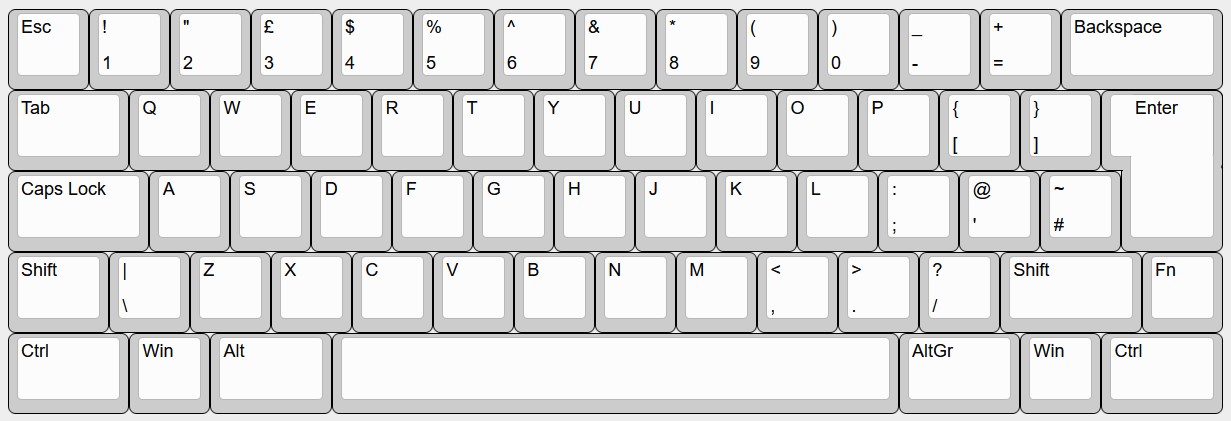 Esc ! " £ $ % ^ & * ( ) _ + Backspace
1 2 3 4 5 6 7 8 9 0 - =
Tab Q W E R T Y U I O P { } Enter
[ ]
Caps Lock A S D F G H J K L : @ ~
; ' #
Shift | Z X C V B N M < > ? Shift Fn
\ , . /
Ctrl Win Alt AltGr Win Ctrl